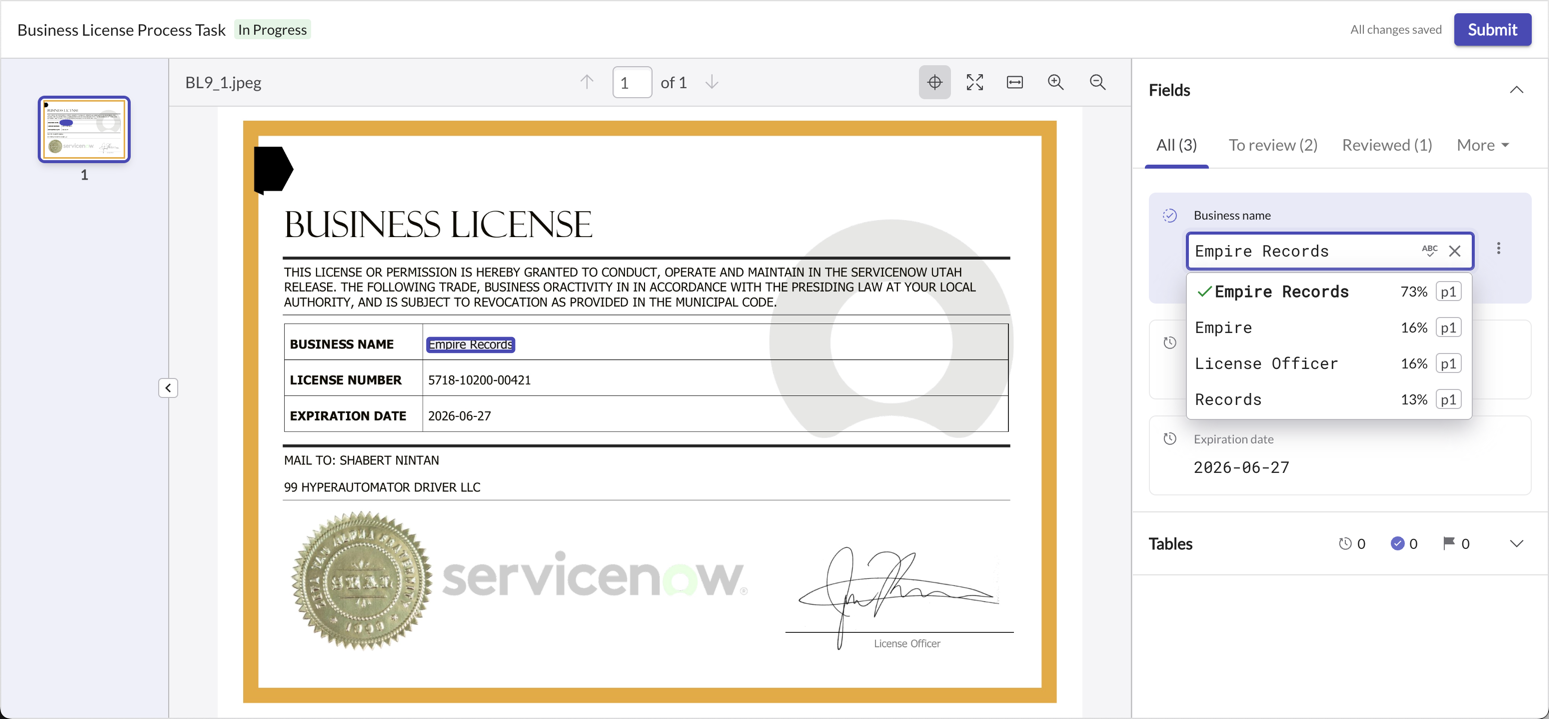 Business License Process Task In Progress
All changes saved Submit
BL9_1.jpeg
1 of 1
1
BUSINESS LICENSE
THIS LICENSE OR PERMISSION IS HEREBY GRANTED TO CONDUCT, OPERATE AND MAINTAIN IN THE SERVICENOW UTAH
RELEASE. THE FOLLOWING TRADE, BUSINESS ORACTIVITY IN IN ACCORDANCE WITH THE PRESIDING LAW AT YOUR LOCAL
AUTHORITY, AND IS SUBJECT TO REVOCATION AS PROVIDED IN THE MUNICIPAL CODE.
BUSINESS NAME Empire Records
LICENSE NUMBER 5718-10200-00421
EXPIRATION DATE 2026-06-27
MAIL TO: SHABERT NINTAN
99 HYPERAUTOMATOR DRIVER LLC
servicenow®
License Officer
Fields
All (3) To review (2) Reviewed (1) More
Business name
Empire Records ABC
Empire Records 73% p1
Empire 16% p1
License Officer 16% p1
Records 13% p1
Expiration date
2026-06-27
Tables 0 0 0